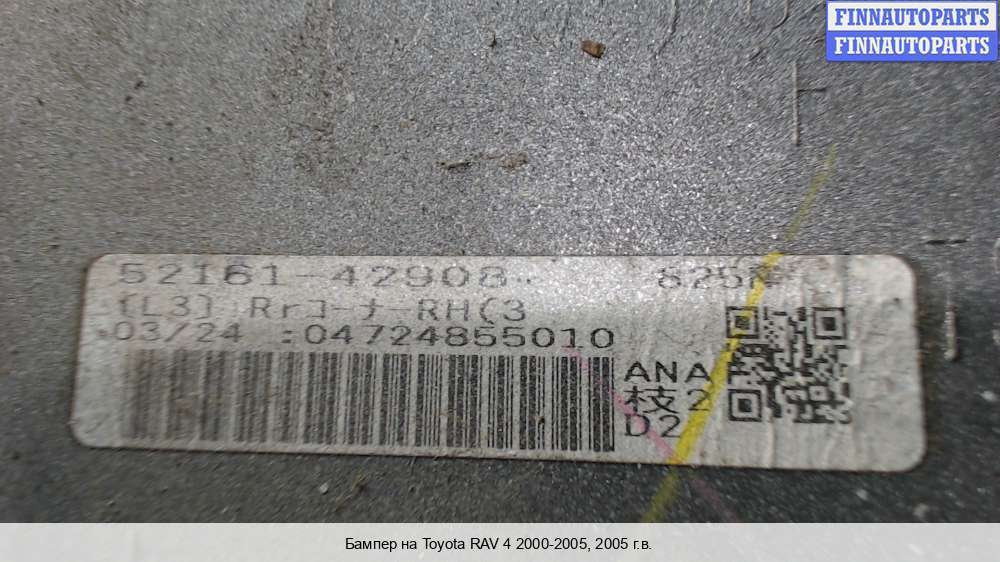 FINNAUTOPARTS
FINNAUTOPARTS
52161-42908
(L3) Rrコーナー RH(3
03/24 :04724855010
ANA
枝2
D2
Бампер на Toyota RAV 4 2000-2005, 2005 г.в.